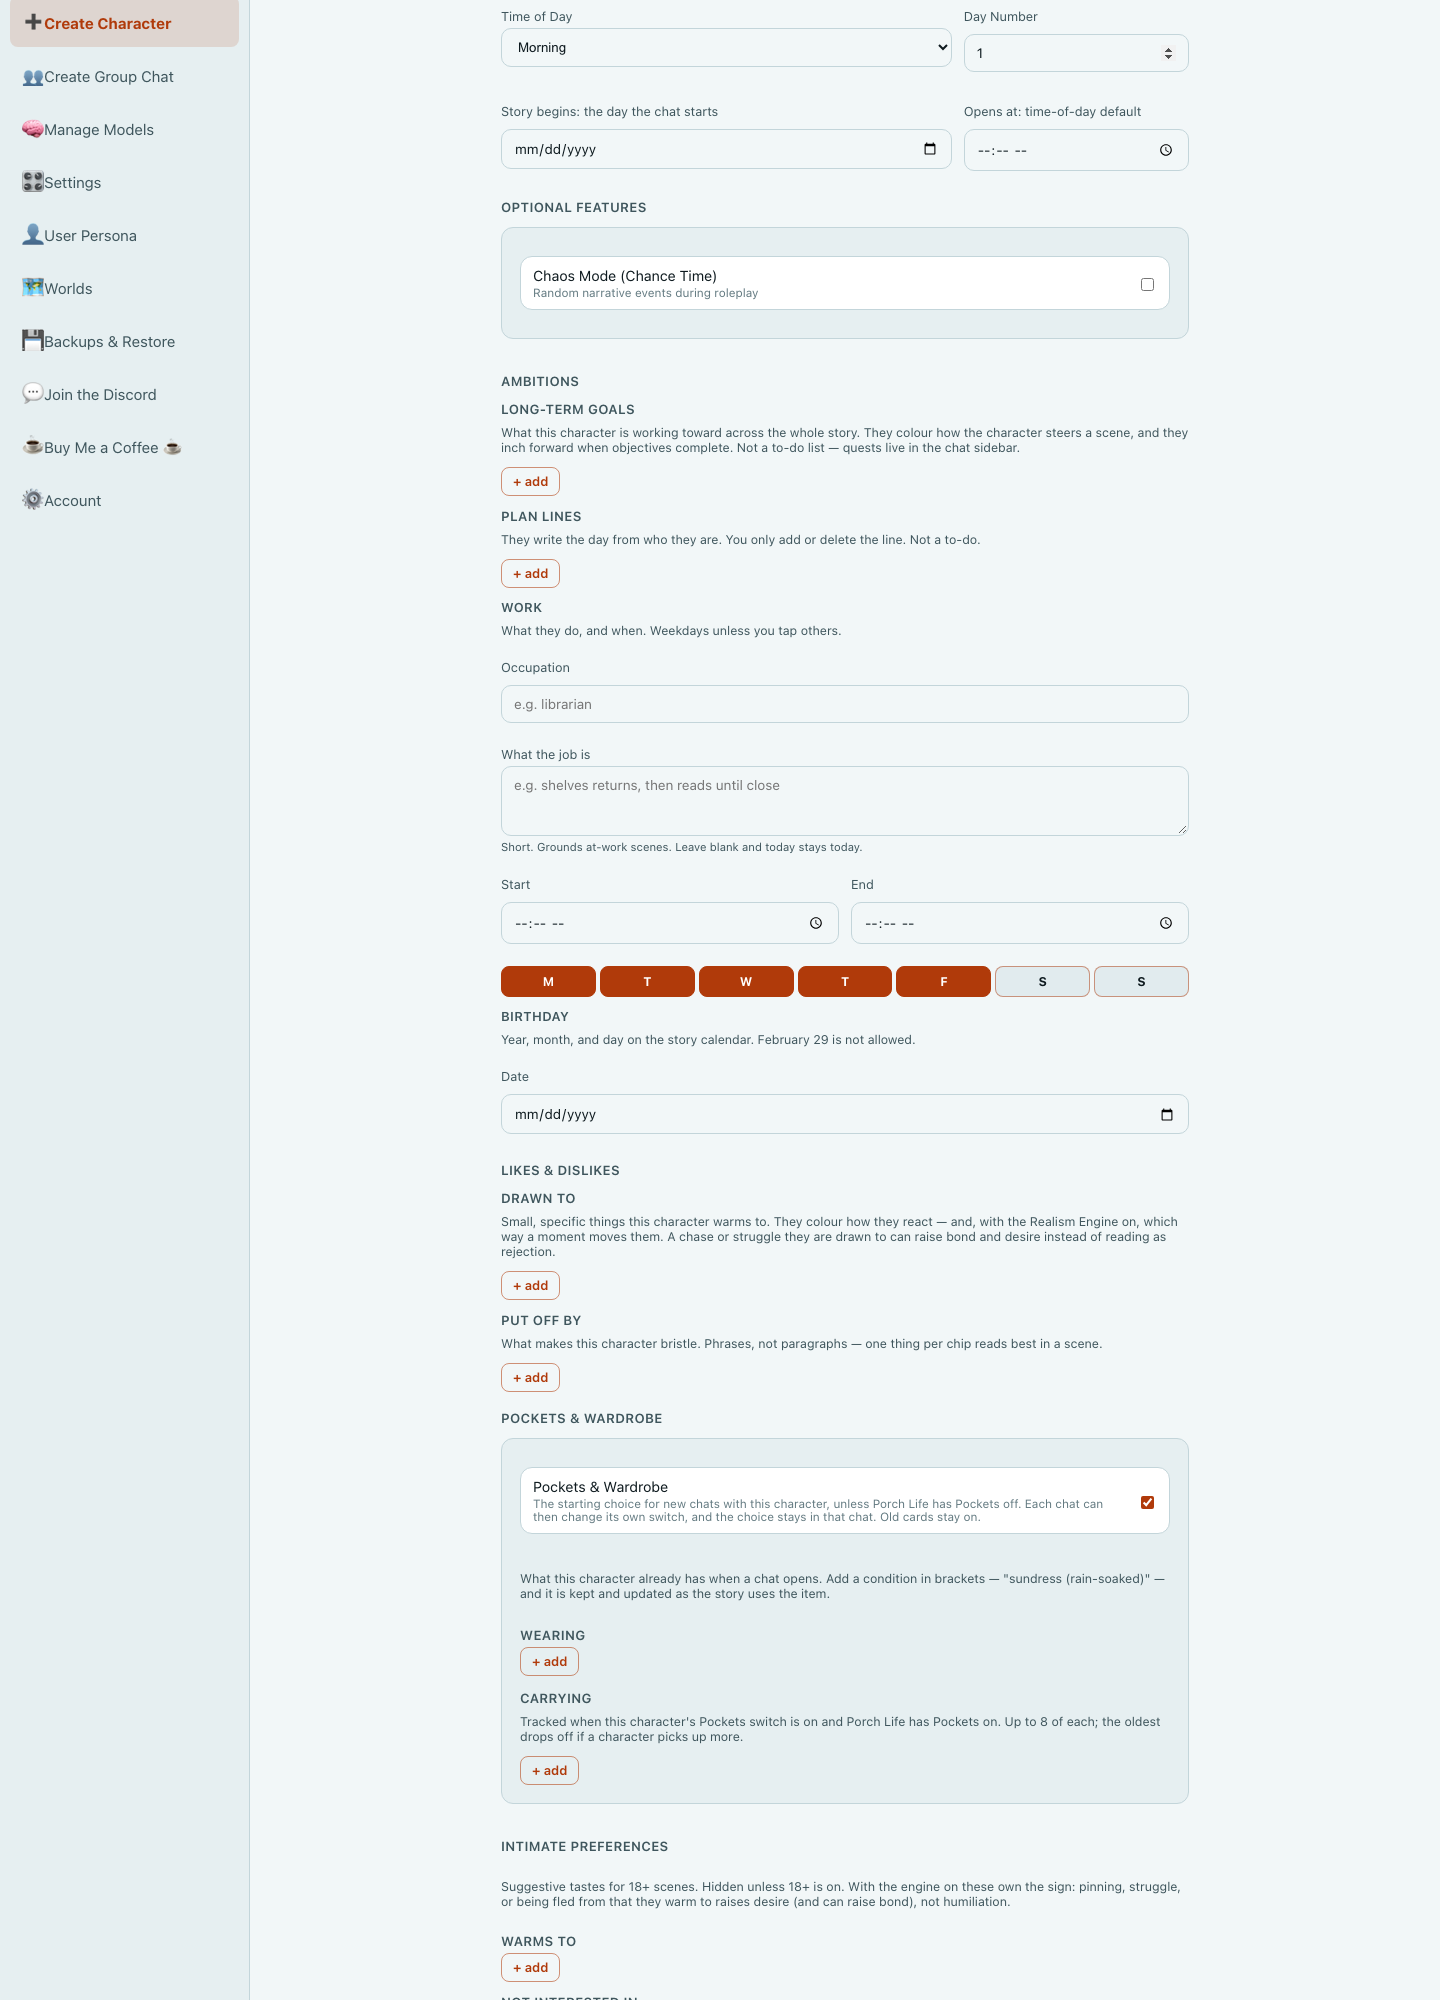 Create Character
Create Group Chat
Manage Models
Settings
User Persona
Worlds
Backups & Restore
Join the Discord
Buy Me a Coffee
Account
Time of Day
Day Number
Morning
1
Story begins: the day the chat starts
Opens at: time-of-day default
mm/dd/yyyy
--:-- --
OPTIONAL FEATURES
Chaos Mode (Chance Time)
Random narrative events during roleplay
AMBITIONS
LONG-TERM GOALS
What this character is working toward across the whole story. They colour how the character steers a scene, and they
inch forward when objectives complete. Not a to-do list — quests live in the chat sidebar.
+ add
PLAN LINES
They write the day from who they are. You only add or delete the line. Not a to-do.
+ add
WORK
What they do, and when. Weekdays unless you tap others.
Occupation
e.g. librarian
What the job is
e.g. shelves returns, then reads until close
Short. Grounds at-work scenes. Leave blank and today stays today.
Start
End
--:-- --
--:-- --
M T W T F S S
BIRTHDAY
Year, month, and day on the story calendar. February 29 is not allowed.
Date
mm/dd/yyyy
LIKES & DISLIKES
DRAWN TO
Small, specific things this character warms to. They colour how they react — and, with the Realism Engine on, which
way a moment moves them. A chase or struggle they are drawn to can raise bond and desire instead of reading as
rejection.
+ add
PUT OFF BY
What makes this character bristle. Phrases, not paragraphs — one thing per chip reads best in a scene.
+ add
POCKETS & WARDROBE
Pockets & Wardrobe
The starting choice for new chats with this character, unless Porch Life has Pockets off. Each chat can
then change its own switch, and the choice stays in that chat. Old cards stay on.
What this character already has when a chat opens. Add a condition in brackets — "sundress (rain-soaked)" —
and it is kept and updated as the story uses the item.
WEARING
+ add
CARRYING
Tracked when this character's Pockets switch is on and Porch Life has Pockets on. Up to 8 of each; the oldest
drops off if a character picks up more.
+ add
INTIMATE PREFERENCES
Suggestive tastes for 18+ scenes. Hidden unless 18+ is on. With the engine on these own the sign: pinning, struggle,
or being fled from that they warm to raises desire (and can raise bond), not humiliation.
WARMS TO
+ add
NOT INTERESTED IN